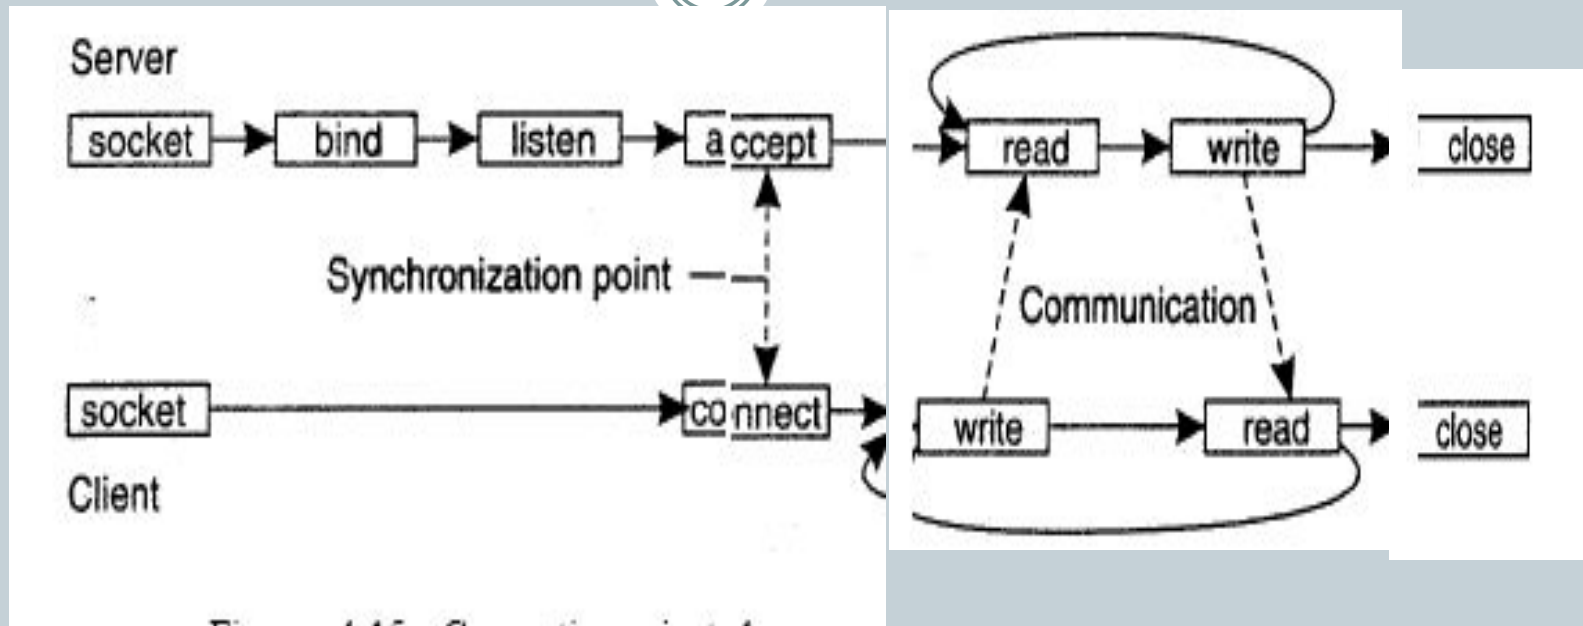 Server
socket bind listen accept read write close
Synchronization point
Communication
socket connect write read close
Client